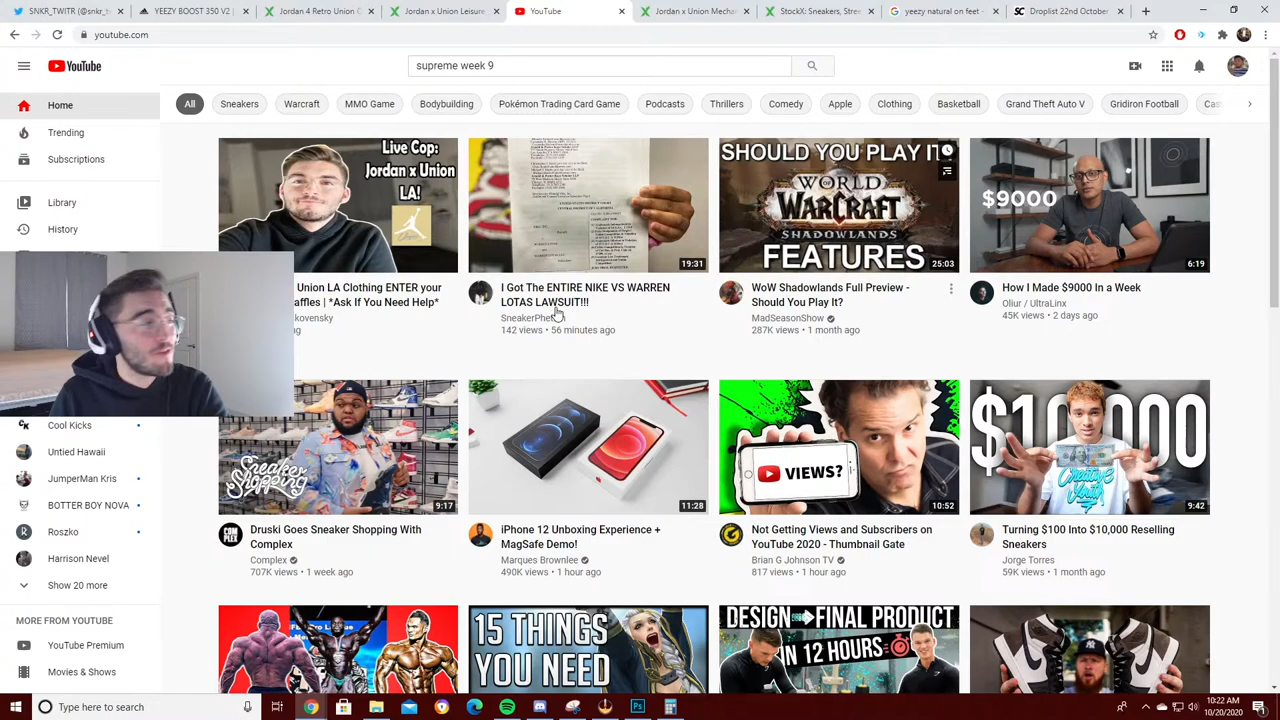 SNKR_TWITR (@snkr_t
YEEZY BOOST 350 V2 |
Jordan 4 Retro Union O
Jordan x Union Leisure
YouTube
Jordan x Union Mechan
StockX: Sneakers, Stree
yeezy natural on feet -
Droplist 22nd October
youtube.com
YouTube
supreme week 9
All
Sneakers
Warcraft
MMO Game
Bodybuilding
Pokémon Trading Card Game
Podcasts
Thrillers
Comedy
Apple
Clothing
Basketball
Grand Theft Auto V
Gridiron Football
Home
Trending
Subscriptions
Library
History
Cool Kicks
Untied Hawaii
JumperMan Kris
BOTTER BOY NOVA
Roszko
Harrison Nevel
Show 20 more
MORE FROM YOUTUBE
YouTube Premium
Movies & Shows
Live Cop:
Jordan x Union
LA!
Union LA Clothing ENTER your
affles | *Ask If You Need Help*
kovensky
19:31
I Got The ENTIRE NIKE VS WARREN
LOTAS LAWSUIT!!!
142 views • 56 minutes ago
SHOULD YOU PLAY IT
WORLD
WARCRAFT
SHADOWLANDS
FEATURES
25:03
WoW Shadowlands Full Preview -
Should You Play It?
MadSeasonShow
287K views • 1 month ago
$9000
6:19
How I Made $9000 In a Week
Oliur / UltraLinx
45K views • 2 days ago
Sneaker
Shopping
COMPLEX
9:17
Druski Goes Sneaker Shopping With
Complex
Complex
707K views • 1 week ago
11:28
iPhone 12 Unboxing Experience +
MagSafe Demo!
Marques Brownlee
490K views • 1 hour ago
VIEWS?
10:52
Not Getting Views and Subscribers on
YouTube 2020 - Thumbnail Gate
Brian G Johnson TV
817 views • 1 hour ago
$10,000
9:42
Turning $100 Into $10,000 Reselling
Sneakers
Jorge Torres
59K views • 1 month ago
15 THINGS
YOU NEED
DESIGN FINAL PRODUCT
IN 12 HOURS
Type here to search
10:22 AM
10/20/2020